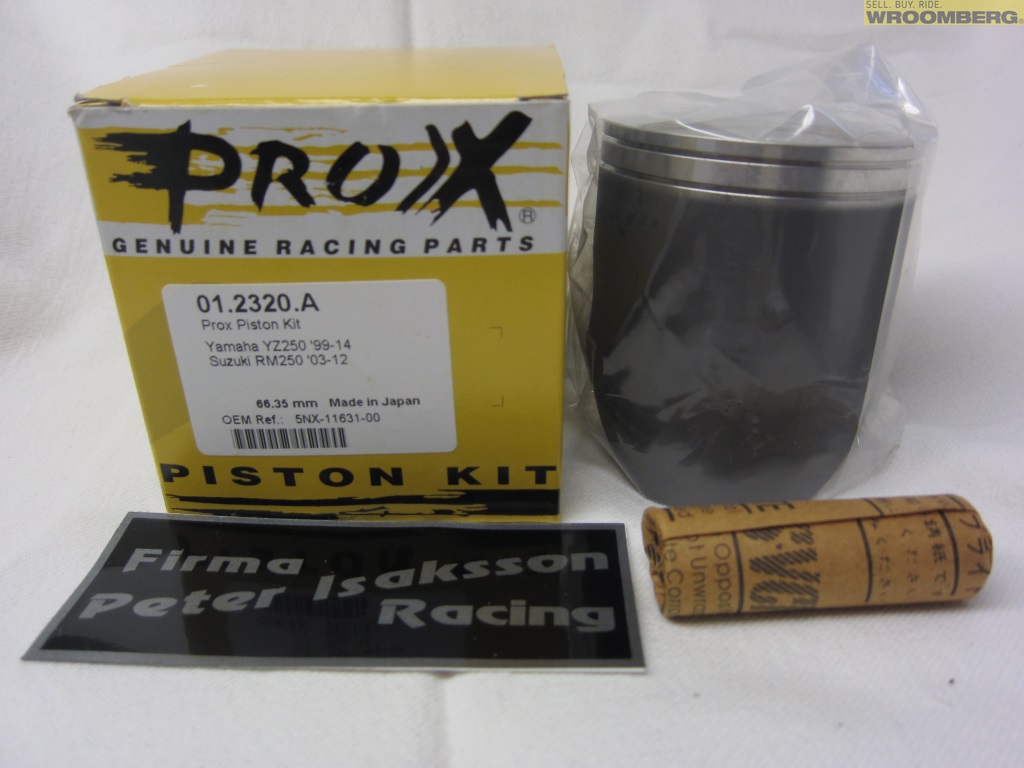 SELL. BUY. RIDE.
WROOMBERG
PROX®
GENUINE RACING PARTS
01.2320.A
Prox Piston Kit
Yamaha YZ250 '99-14
Suzuki RM250 '03-12
66.35 mm Made in Japan
OEM Ref.: 5NX-11631-00
PISTON KIT
Firma
Peter Isaksson
Racing